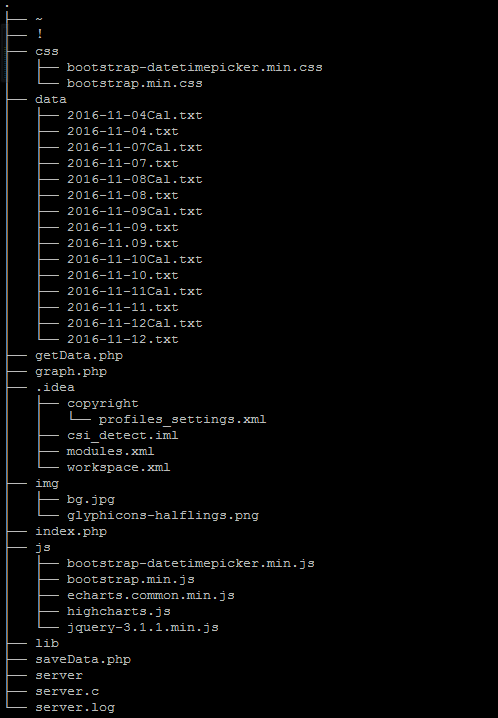 .
├── ~
├── !
├── css
│   ├── bootstrap-datetimepicker.min.css
│   └── bootstrap.min.css
├── data
│   ├── 2016-11-04Cal.txt
│   ├── 2016-11-04.txt
│   ├── 2016-11-07Cal.txt
│   ├── 2016-11-07.txt
│   ├── 2016-11-08Cal.txt
│   ├── 2016-11-08.txt
│   ├── 2016-11-09Cal.txt
│   ├── 2016-11-09.txt
│   ├── 2016-11.09.txt
│   ├── 2016-11-10Cal.txt
│   ├── 2016-11-10.txt
│   ├── 2016-11-11Cal.txt
│   ├── 2016-11-11.txt
│   ├── 2016-11-12Cal.txt
│   └── 2016-11-12.txt
├── getData.php
├── graph.php
├── .idea
│   ├── copyright
│   │   └── profiles_settings.xml
│   ├── csi_detect.iml
│   ├── modules.xml
│   └── workspace.xml
├── img
│   ├── bg.jpg
│   └── glyphicons-halflings.png
├── index.php
├── js
│   ├── bootstrap-datetimepicker.min.js
│   ├── bootstrap.min.js
│   ├── echarts.common.min.js
│   ├── highcharts.js
│   └── jquery-3.1.1.min.js
├── lib
├── saveData.php
├── server
├── server.c
└── server.log